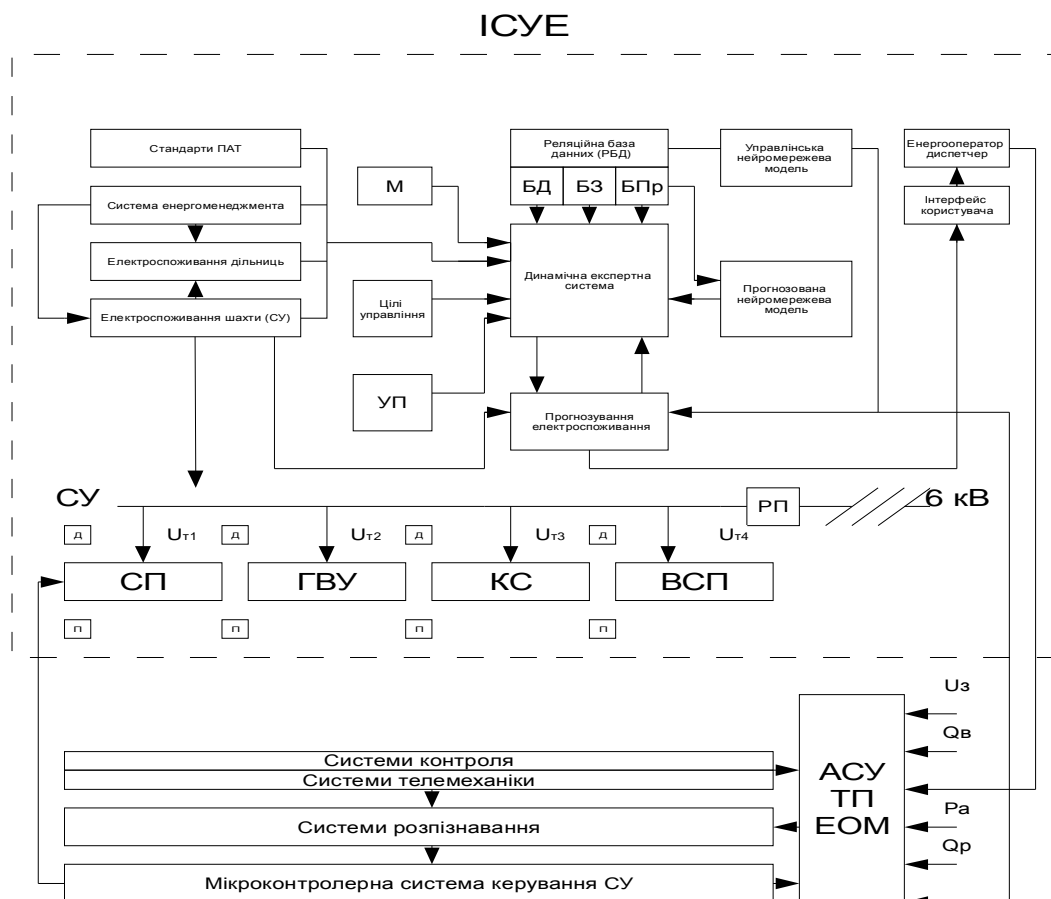 ІСУЕ
Стандарти ПАТ
Система енергоменеджмента
Електроспоживання дільниць
Електроспоживання шахти (СУ)
М
Цілі
управління
УП
Реляційна база
данних (РБД)
БД
БЗ
БПр
Динамічна експертна
система
Прогнозування
електроспоживання
Управлінська
нейромережева
модель
Прогнозована
нейромережева
модель
Енергооператор
диспетчер
Інтерфейс
користувача
СУ
РП
6 кВ
Д
Uт1
Д
Uт2
Д
Uт3
Д
Uт4
СП
ГВУ
КС
ВСП
П
П
П
П
Системи контроля
Системи телемеханіки
Системи розпізнавання
Мікроконтролерна система керування СУ
АСУ
ТП
ЕОМ
Uз
Qв
Ра
Qр